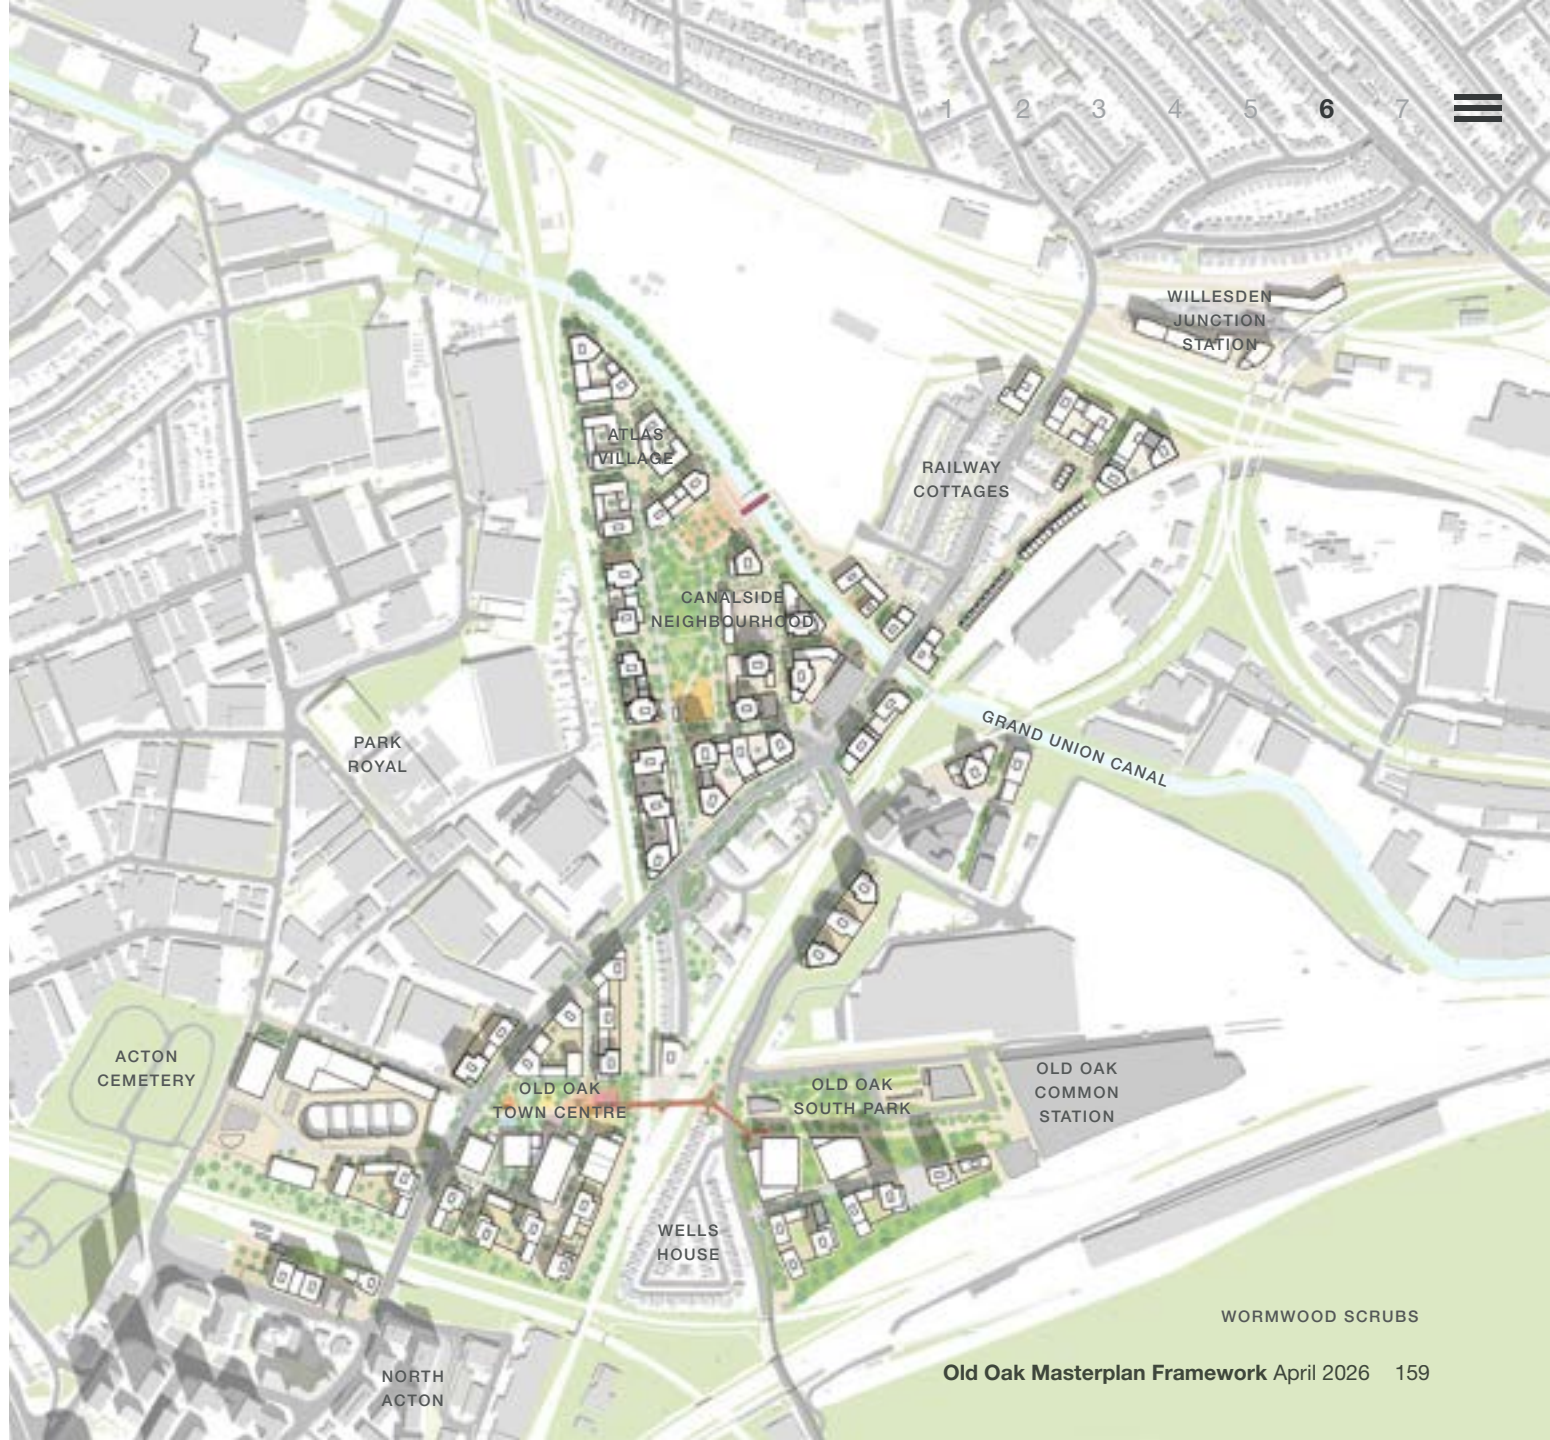 1 2 3 4 5 6 7
WILLESDEN
JUNCTION
STATION
ATLAS
VILLAGE
RAILWAY
COTTAGES
CANALSIDE
NEIGHBOURHOOD
GRAND UNION CANAL
PARK
ROYAL
ACTON
CEMETERY
OLD OAK
TOWN CENTRE
OLD OAK
SOUTH PARK
OLD OAK
COMMON
STATION
WELLS
HOUSE
WORMWOOD SCRUBS
NORTH
ACTON
Old Oak Masterplan Framework April 2026 159